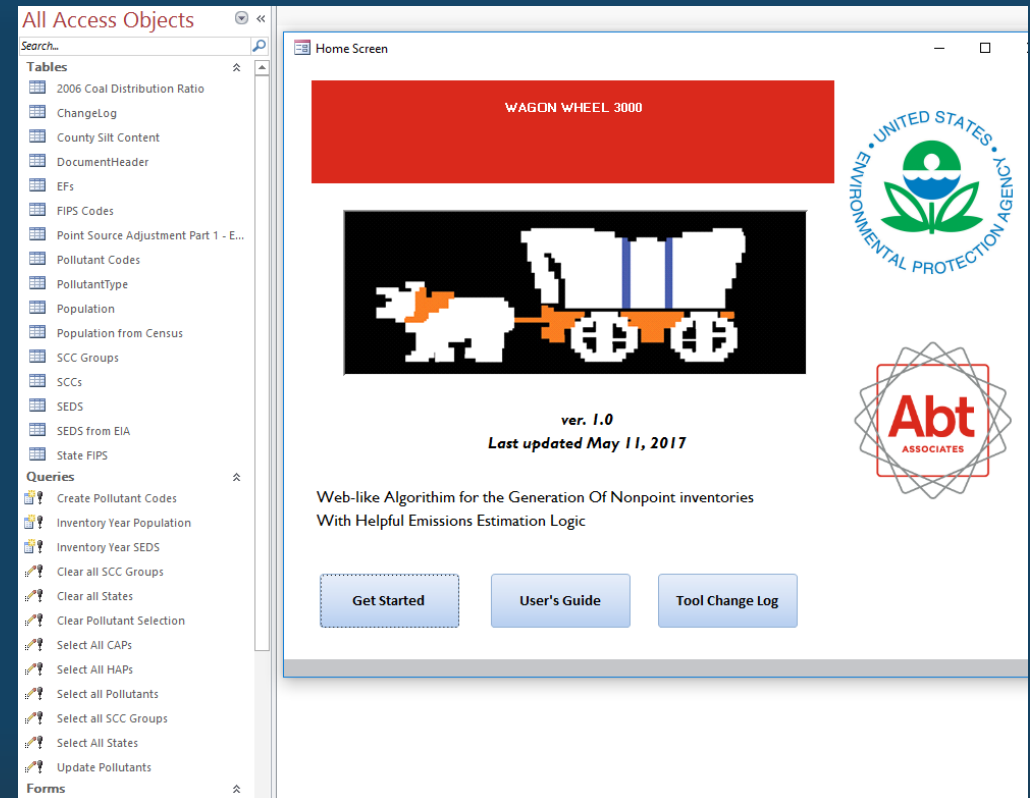 All Access Objects
Search...
Tables
2006 Coal Distribution Ratio
ChangeLog
County Silt Content
DocumentHeader
EFs
FIPS Codes
Point Source Adjustment Part 1 - E...
Pollutant Codes
PollutantType
Population
Population from Census
SCC Groups
SCCs
SEDS
SEDS from EIA
State FIPS
Queries
Create Pollutant Codes
Inventory Year Population
Inventory Year SEDS
Clear all SCC Groups
Clear all States
Clear Pollutant Selection
Select All CAPs
Select All HAPs
Select all Pollutants
Select all SCC Groups
Select All States
Update Pollutants
Forms
Home Screen
WAGON WHEEL 3000
UNITED STATES
ENVIRONMENTAL PROTECTION AGENCY
Abt
ASSOCIATES
ver. 1.0
Last updated May 11, 2017
Web-like Algorithm for the Generation Of Nonpoint inventories
With Helpful Emissions Estimation Logic
Get Started
User's Guide
Tool Change Log